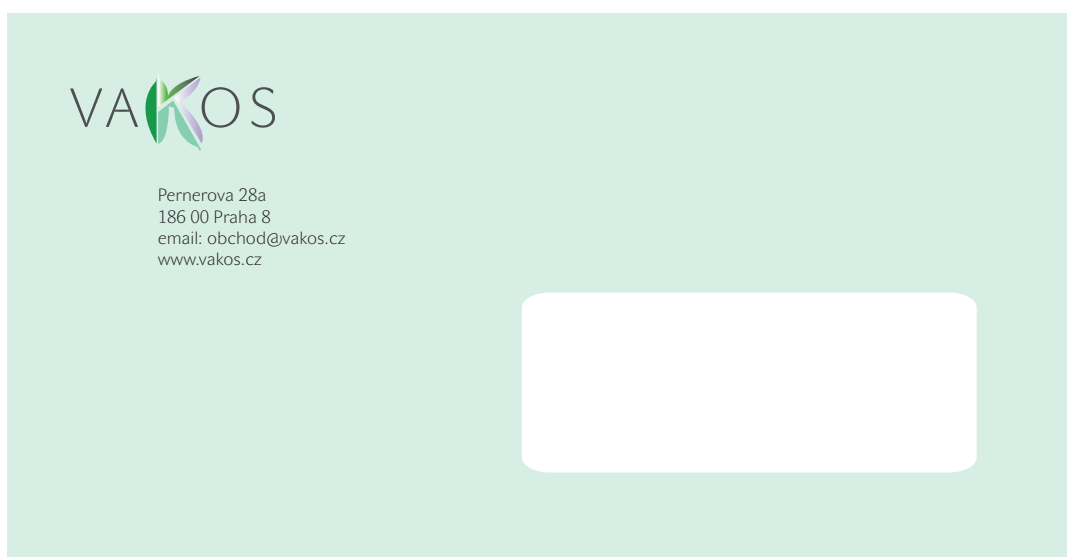 VAKOS
Pernerova 28a
186 00 Praha 8
email: obchod@vakos.cz
www.vakos.cz